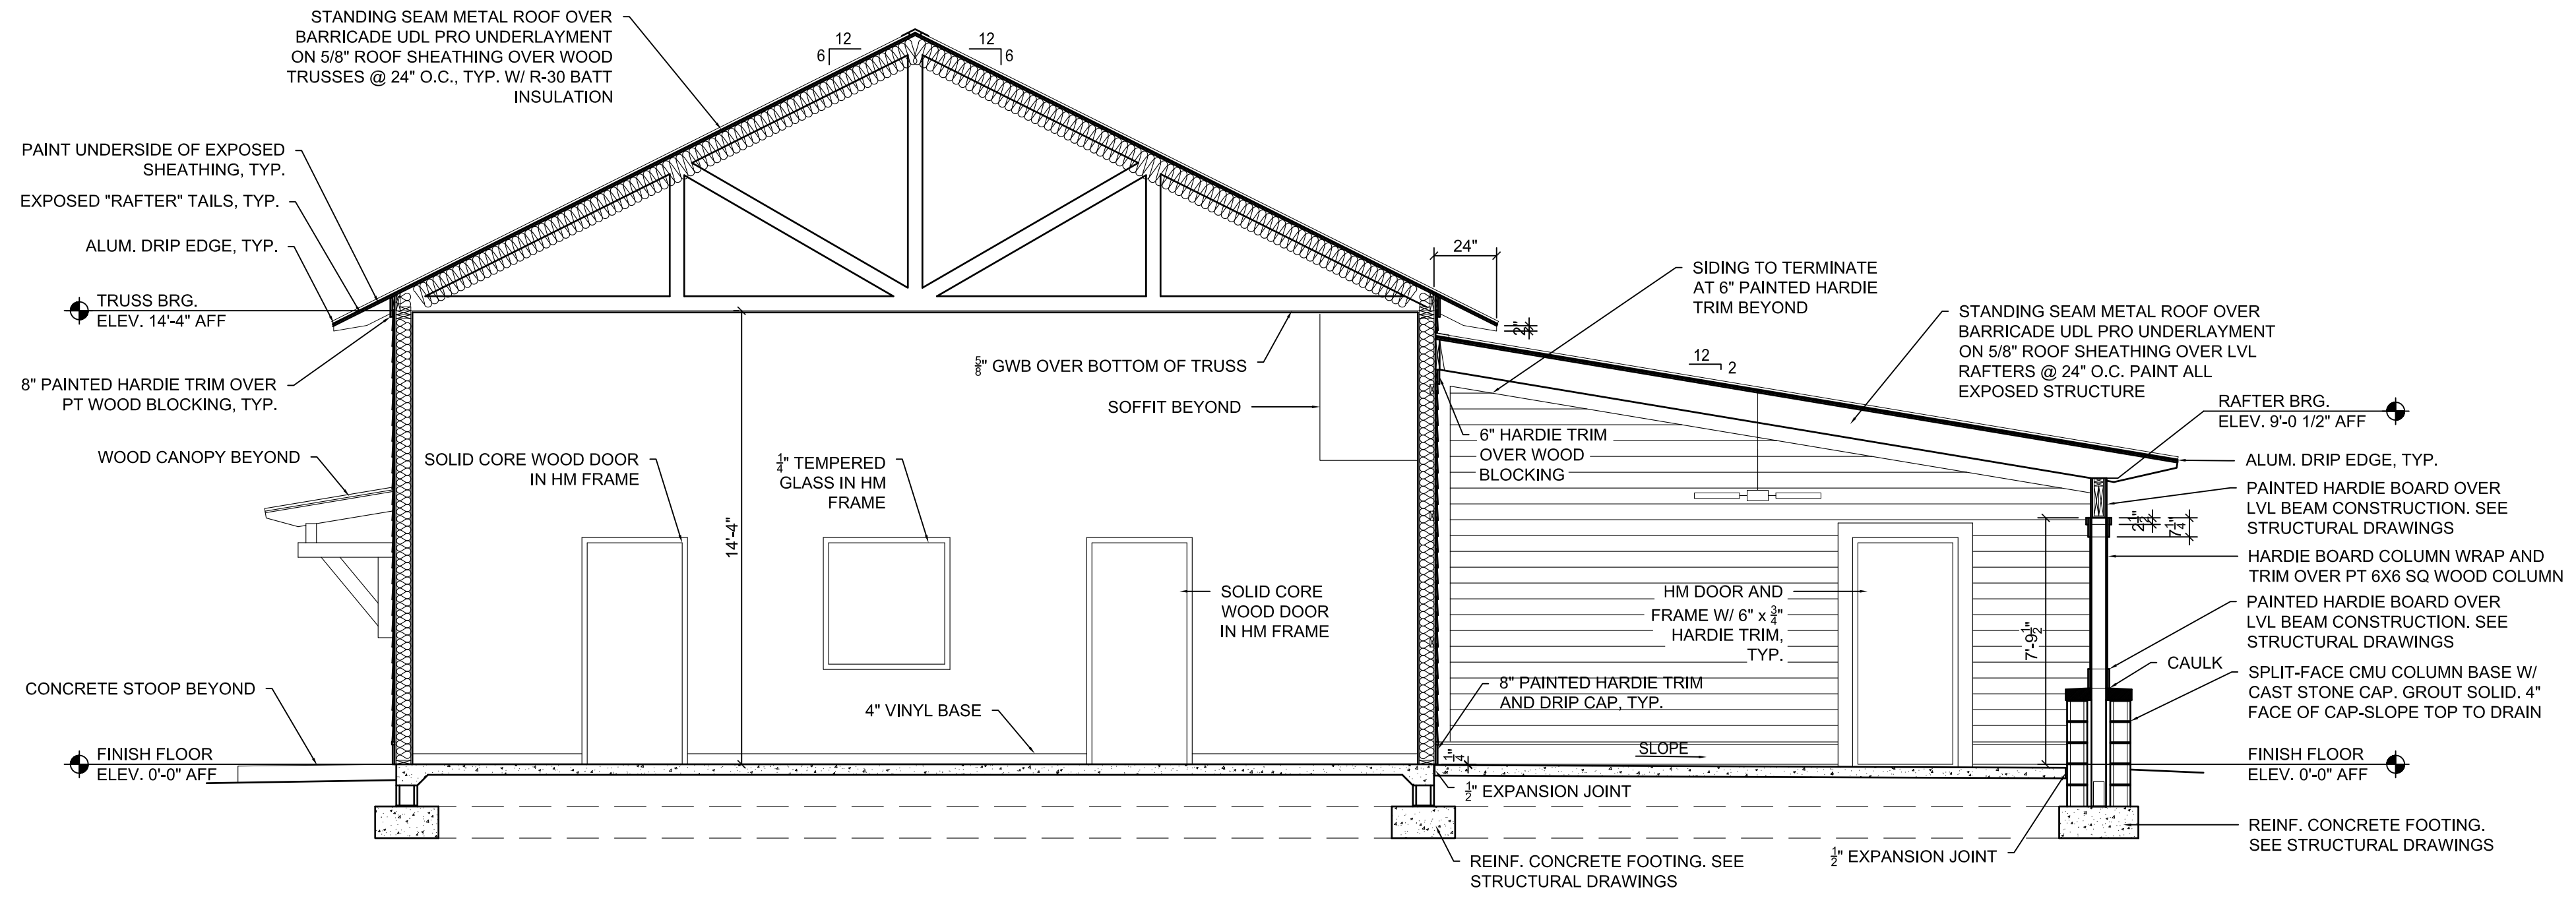 STANDING SEAM METAL ROOF OVER
BARRICADE UDL PRO UNDERLAYMENT
ON 5/8" ROOF SHEATHING OVER WOOD
TRUSSES @ 24" O.C., TYP. W/ R-30 BATT
INSULATION
12
6
12
6
PAINT UNDERSIDE OF EXPOSED
SHEATHING, TYP.
EXPOSED "RAFTER" TAILS, TYP.
ALUM. DRIP EDGE, TYP.
TRUSS BRG.
ELEV. 14'-4" AFF
8" PAINTED HARDIE TRIM OVER
PT WOOD BLOCKING, TYP.
WOOD CANOPY BEYOND
CONCRETE STOOP BEYOND
FINISH FLOOR
ELEV. 0'-0" AFF
SOLID CORE WOOD DOOR
IN HM FRAME
14'-4"
1/4" TEMPERED
GLASS IN HM
FRAME
5/8" GWB OVER BOTTOM OF TRUSS
SOFFIT BEYOND
SOLID CORE
WOOD DOOR
IN HM FRAME
4" VINYL BASE
24"
2"
SIDING TO TERMINATE
AT 6" PAINTED HARDIE
TRIM BEYOND
12
2
STANDING SEAM METAL ROOF OVER
BARRICADE UDL PRO UNDERLAYMENT
ON 5/8" ROOF SHEATHING OVER LVL
RAFTERS @ 24" O.C. PAINT ALL
EXPOSED STRUCTURE
RAFTER BRG.
ELEV. 9'-0 1/2" AFF
6" HARDIE TRIM
OVER WOOD
BLOCKING
ALUM. DRIP EDGE, TYP.
PAINTED HARDIE BOARD OVER
LVL BEAM CONSTRUCTION. SEE
STRUCTURAL DRAWINGS
2 1/2"
7 1/4"
HARDIE BOARD COLUMN WRAP AND
TRIM OVER PT 6X6 SQ WOOD COLUMN
HM DOOR AND
FRAME W/ 6" x 3/4"
HARDIE TRIM,
TYP.
7'-9 1/2"
PAINTED HARDIE BOARD OVER
LVL BEAM CONSTRUCTION. SEE
STRUCTURAL DRAWINGS
CAULK
SPLIT-FACE CMU COLUMN BASE W/
CAST STONE CAP. GROUT SOLID. 4"
FACE OF CAP-SLOPE TOP TO DRAIN
8" PAINTED HARDIE TRIM
AND DRIP CAP, TYP.
SLOPE
1/4"
FINISH FLOOR
ELEV. 0'-0" AFF
1/2" EXPANSION JOINT
REINF. CONCRETE FOOTING. SEE
STRUCTURAL DRAWINGS
1/2" EXPANSION JOINT
REINF. CONCRETE FOOTING.
SEE STRUCTURAL DRAWINGS